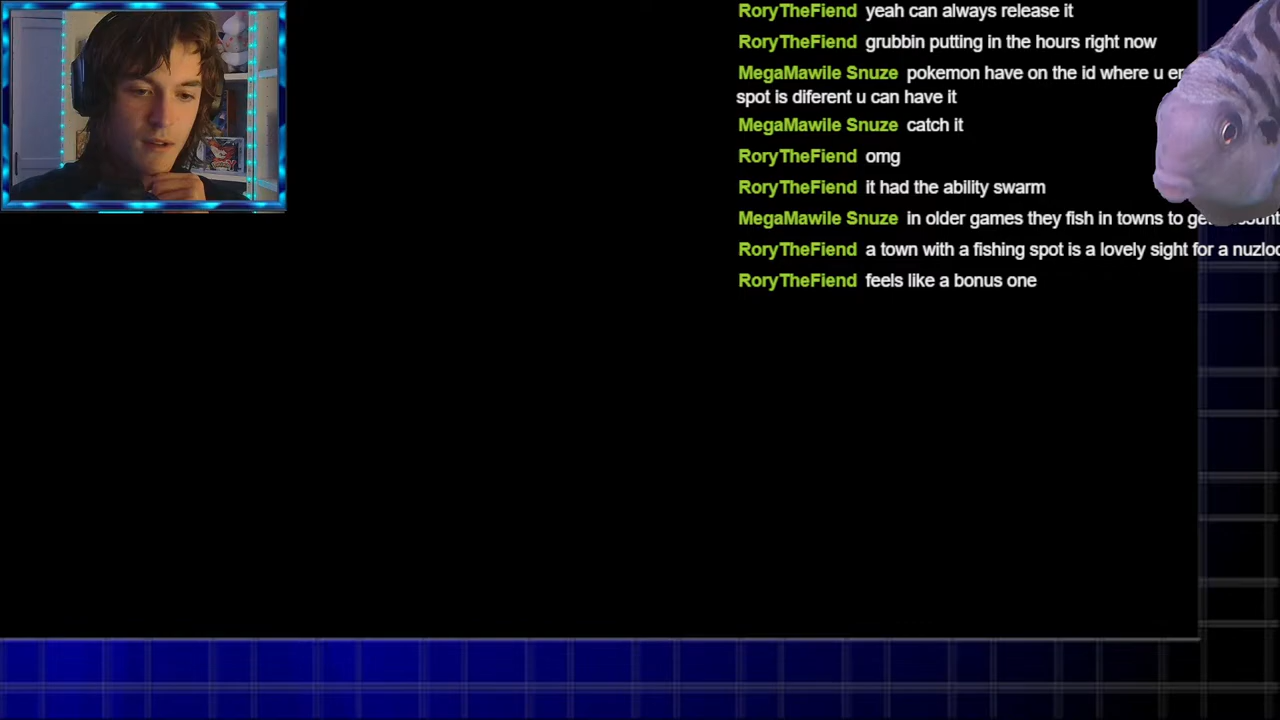 RoryTheFiend yeah can always release it
RoryTheFiend grubbin putting in the hours right now
MegaMawile Snuze pokemon have on the id where u
spot is diferent u can have it
MegaMawile Snuze catch it
RoryTheFiend omg
RoryTheFiend it had the ability swarm
MegaMawile Snuze in older games they fish in towns to
RoryTheFiend a town with a fishing spot is a lovely sight for a
RoryTheFiend feels like a bonus one